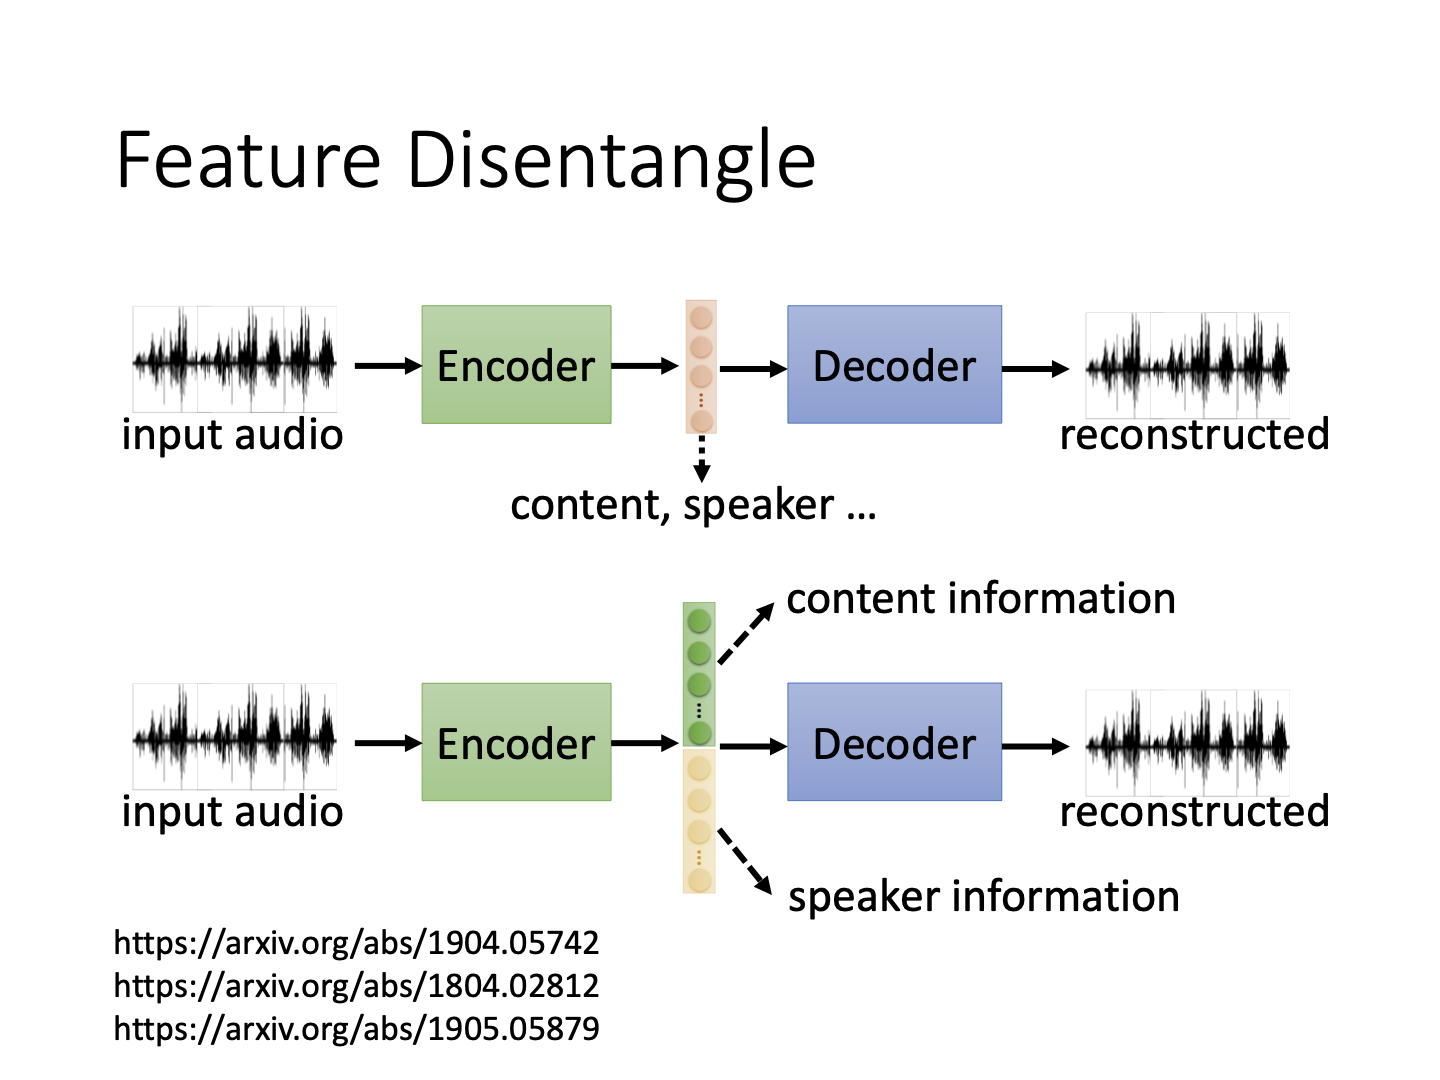 Feature Disentangle
Encoder
Decoder
input audio
reconstructed
content, speaker ...
content information
Encoder
Decoder
input audio
reconstructed
speaker information
https://arxiv.org/abs/1904.05742
https://arxiv.org/abs/1804.02812
https://arxiv.org/abs/1905.05879